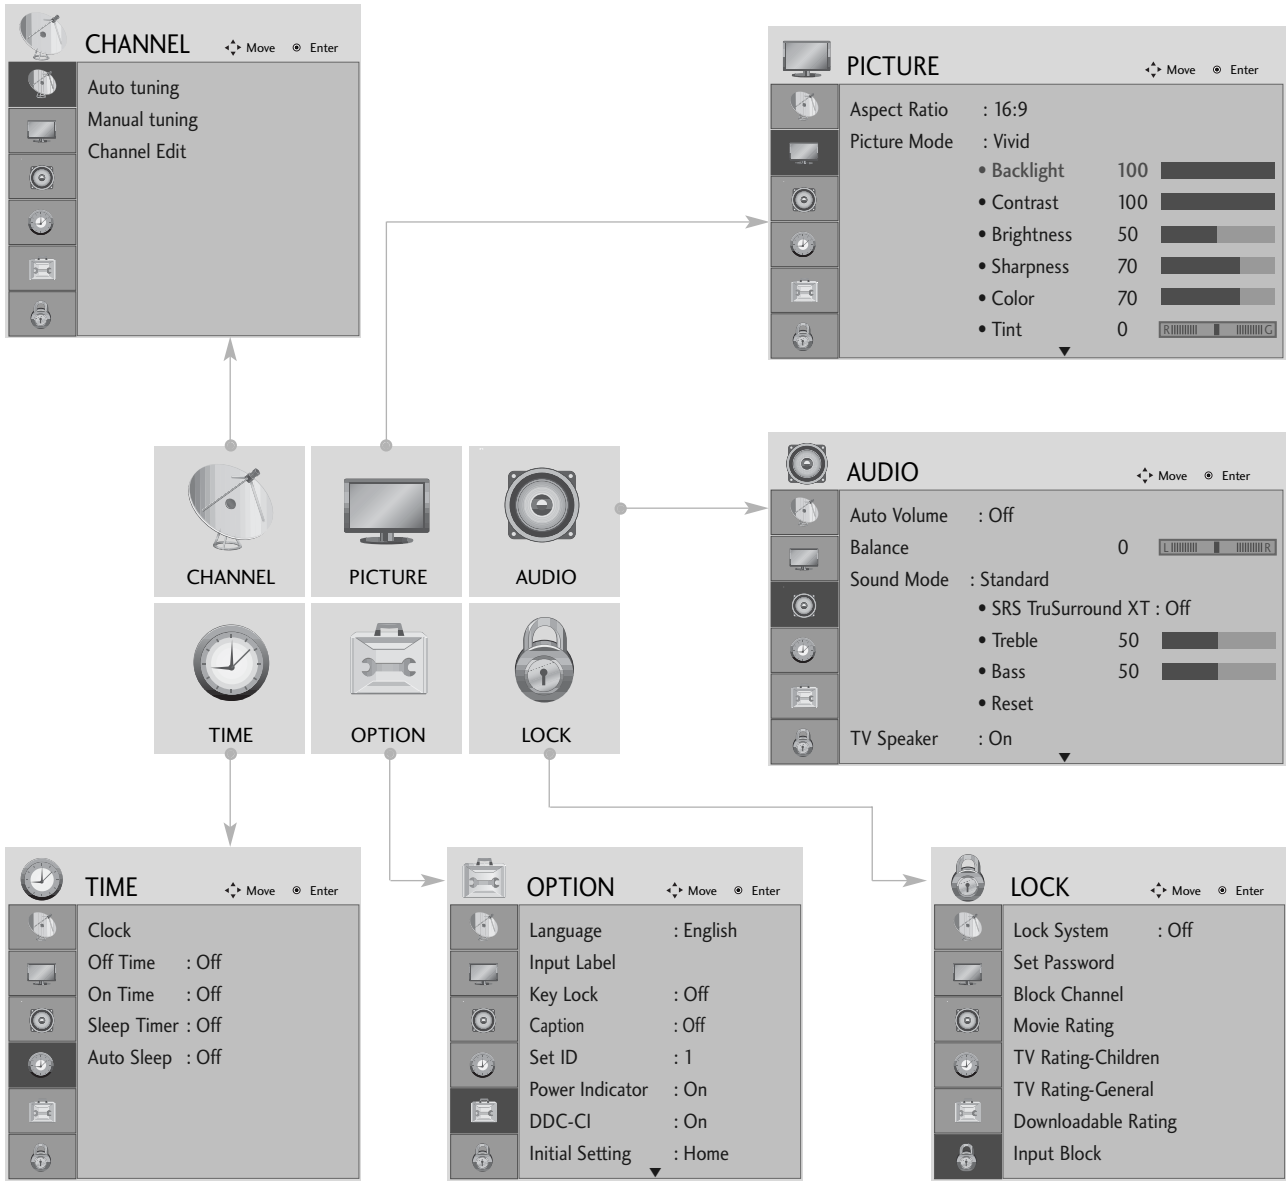 CHANNEL Move Enter
Auto tuning
Manual tuning
Channel Edit
PICTURE Move Enter
Aspect Ratio : 16:9
Picture Mode : Vivid
• Backlight 100
• Contrast 100
• Brightness 50
• Sharpness 70
• Color 70
• Tint 0 R G
CHANNEL PICTURE AUDIO
TIME OPTION LOCK
AUDIO Move Enter
Auto Volume : Off
Balance 0 L R
Sound Mode : Standard
• SRS TruSurround XT : Off
• Treble 50
• Bass 50
• Reset
TV Speaker : On
TIME Move Enter
Clock
Off Time : Off
On Time : Off
Sleep Timer : Off
Auto Sleep : Off
OPTION Move Enter
Language : English
Input Label
Key Lock : Off
Caption : Off
Set ID : 1
Power Indicator : On
DDC-CI : On
Initial Setting : Home
LOCK Move Enter
Lock System : Off
Set Password
Block Channel
Movie Rating
TV Rating-Children
TV Rating-General
Downloadable Rating
Input Block